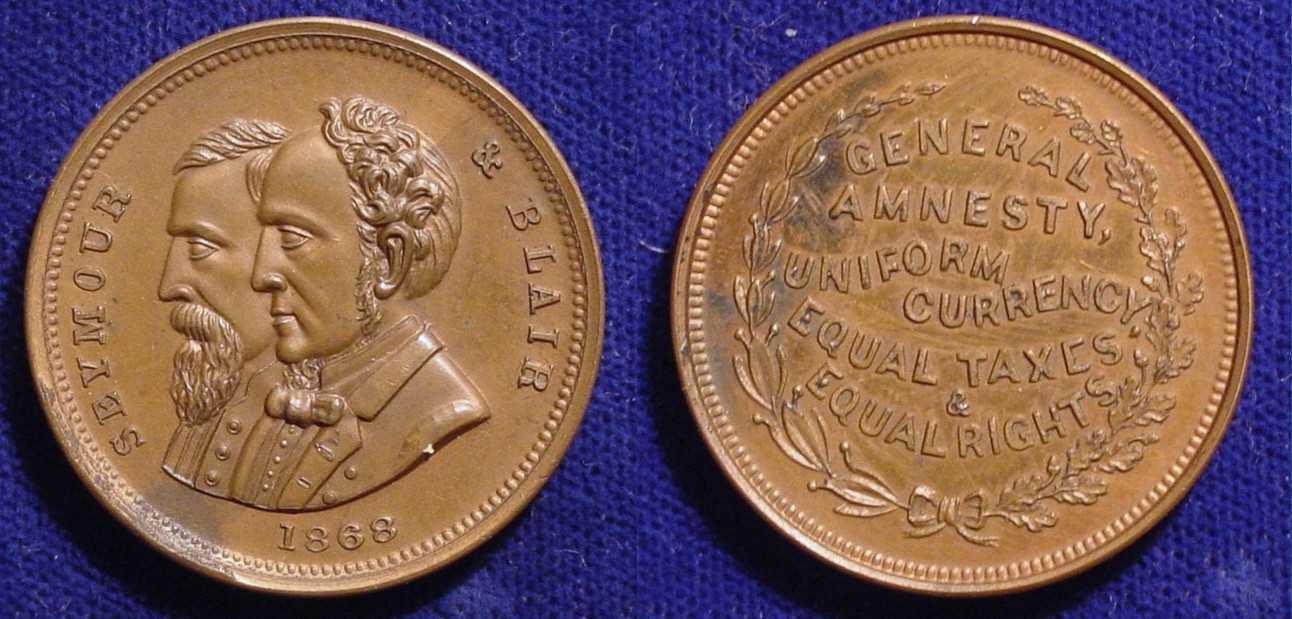 SEYMOUR & BLAIR
1868
GENERAL
AMNESTY,
UNIFORM
CURRENCY
EQUAL TAXES
&
EQUAL RIGHTS